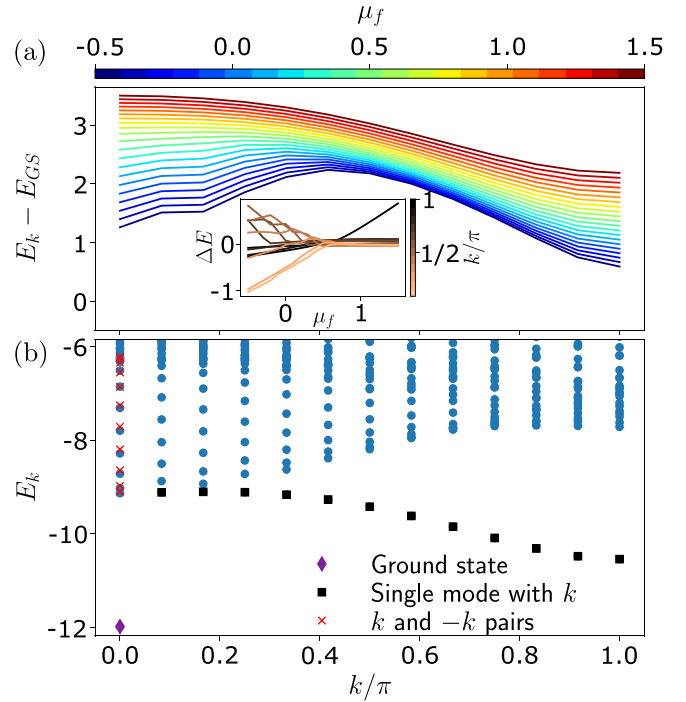 μ_f
(a)
-0.5 0.0 0.5 1.0 1.5
E_k − E_GS
3
2
1
0
ΔE
0
-1
0 1
μ_f
1
1/2
k/π
(b)
E_k
-6
-8
-10
-12
Ground state
Single mode with k
k and −k pairs
0.0 0.2 0.4 0.6 0.8 1.0
k/π